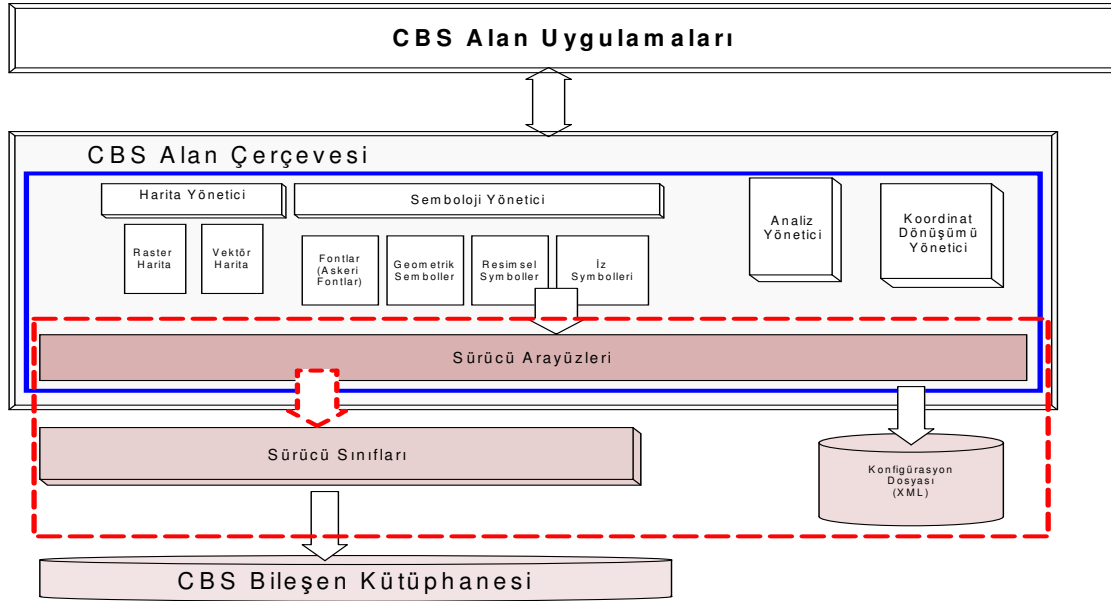 CBS Alan Uygulamaları
CBS Alan Çerçevesi
Harita Yönetici
Semboloji Yönetici
Analiz
Yönetici
Koordinat
Dönüşümü
Yönetici
Raster
Harita
Vektör
Harita
Fontlar
(Askeri
Fontlar)
Geometrik
Semboller
Resimsel
Symboller
İz
Symbolleri
Sürücü Arayüzleri
Sürücü Sınıfları
Konfigürasyon
Dosyası
(XML)
CBS Bileşen Kütüphanesi